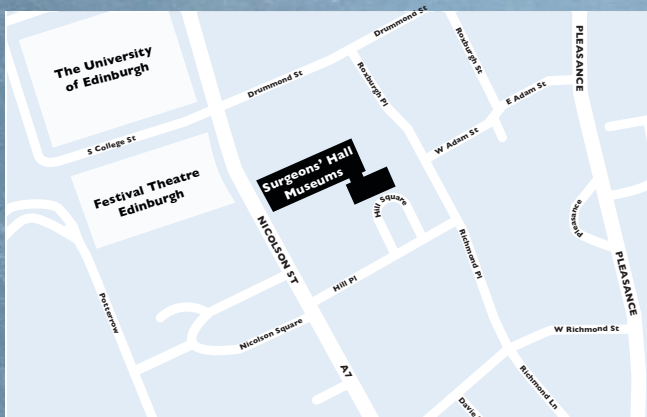 The University
of Edinburgh
S College St
Drummond St
Drummond St
Roxburgh Pl
Roxburgh St
PLEASANCE
E Adam St
W Adam St
Festival Theatre
Edinburgh
Surgeons' Hall
Museums
Hill
Square
NICOLSON ST
Pleasance
Richmond Pl
PLEASANCE
Potterrow
Hill Pl
Nicolson Square
W Richmond St
A7
Richmond Ln
Davie